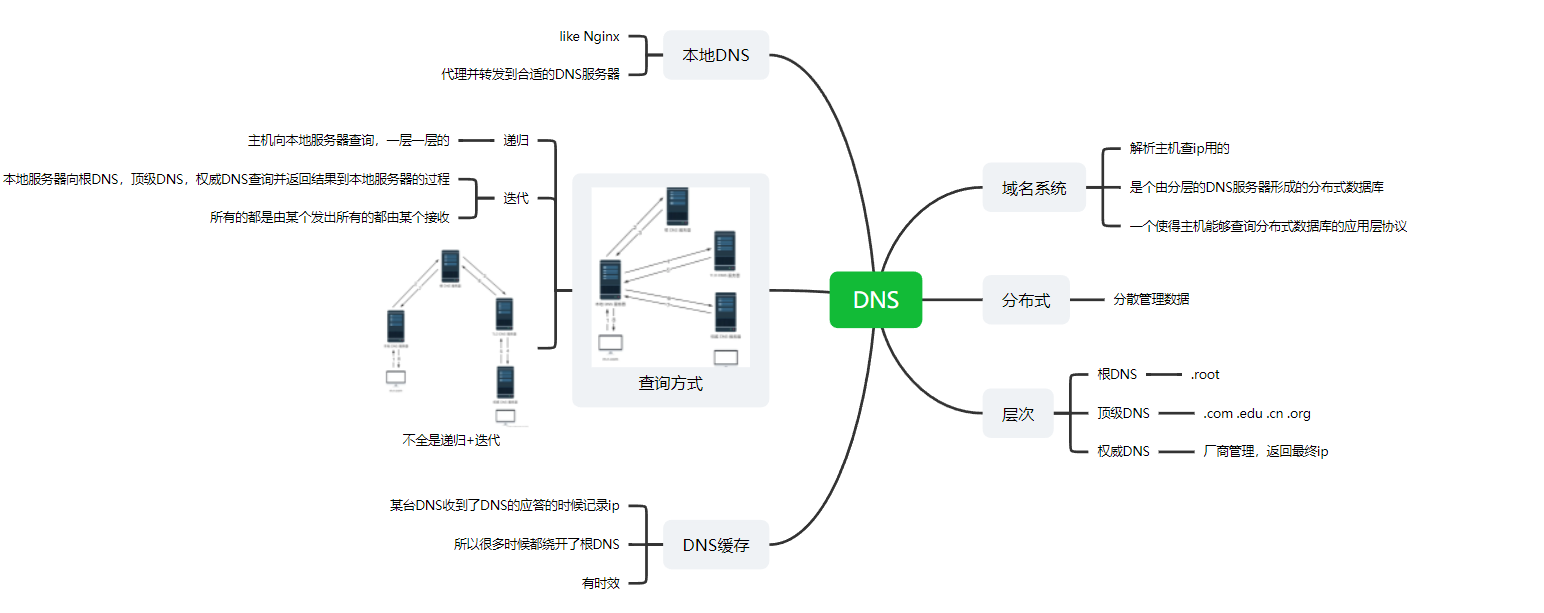 DNS
本地DNS
like Nginx
代理并转发到合适的DNS服务器
查询方式
递归
主机向本地服务器查询，一层一层的
迭代
本地服务器向根DNS，顶级DNS，权威DNS查询并返回结果到本地服务器的过程
所有的都是由某个发出所有的都由某个接收
不全是递归+迭代
DNS缓存
某台DNS收到了DNS的应答的时候记录ip
所以很多时候都绕开了根DNS
有时效
域名系统
解析主机查ip用的
是个由分层的DNS服务器形成的分布式数据库
一个使得主机能够查询分布式数据库的应用层协议
分布式
分散管理数据
层次
根DNS
.root
顶级DNS
.com .edu .cn .org
权威DNS
厂商管理，返回最终ip